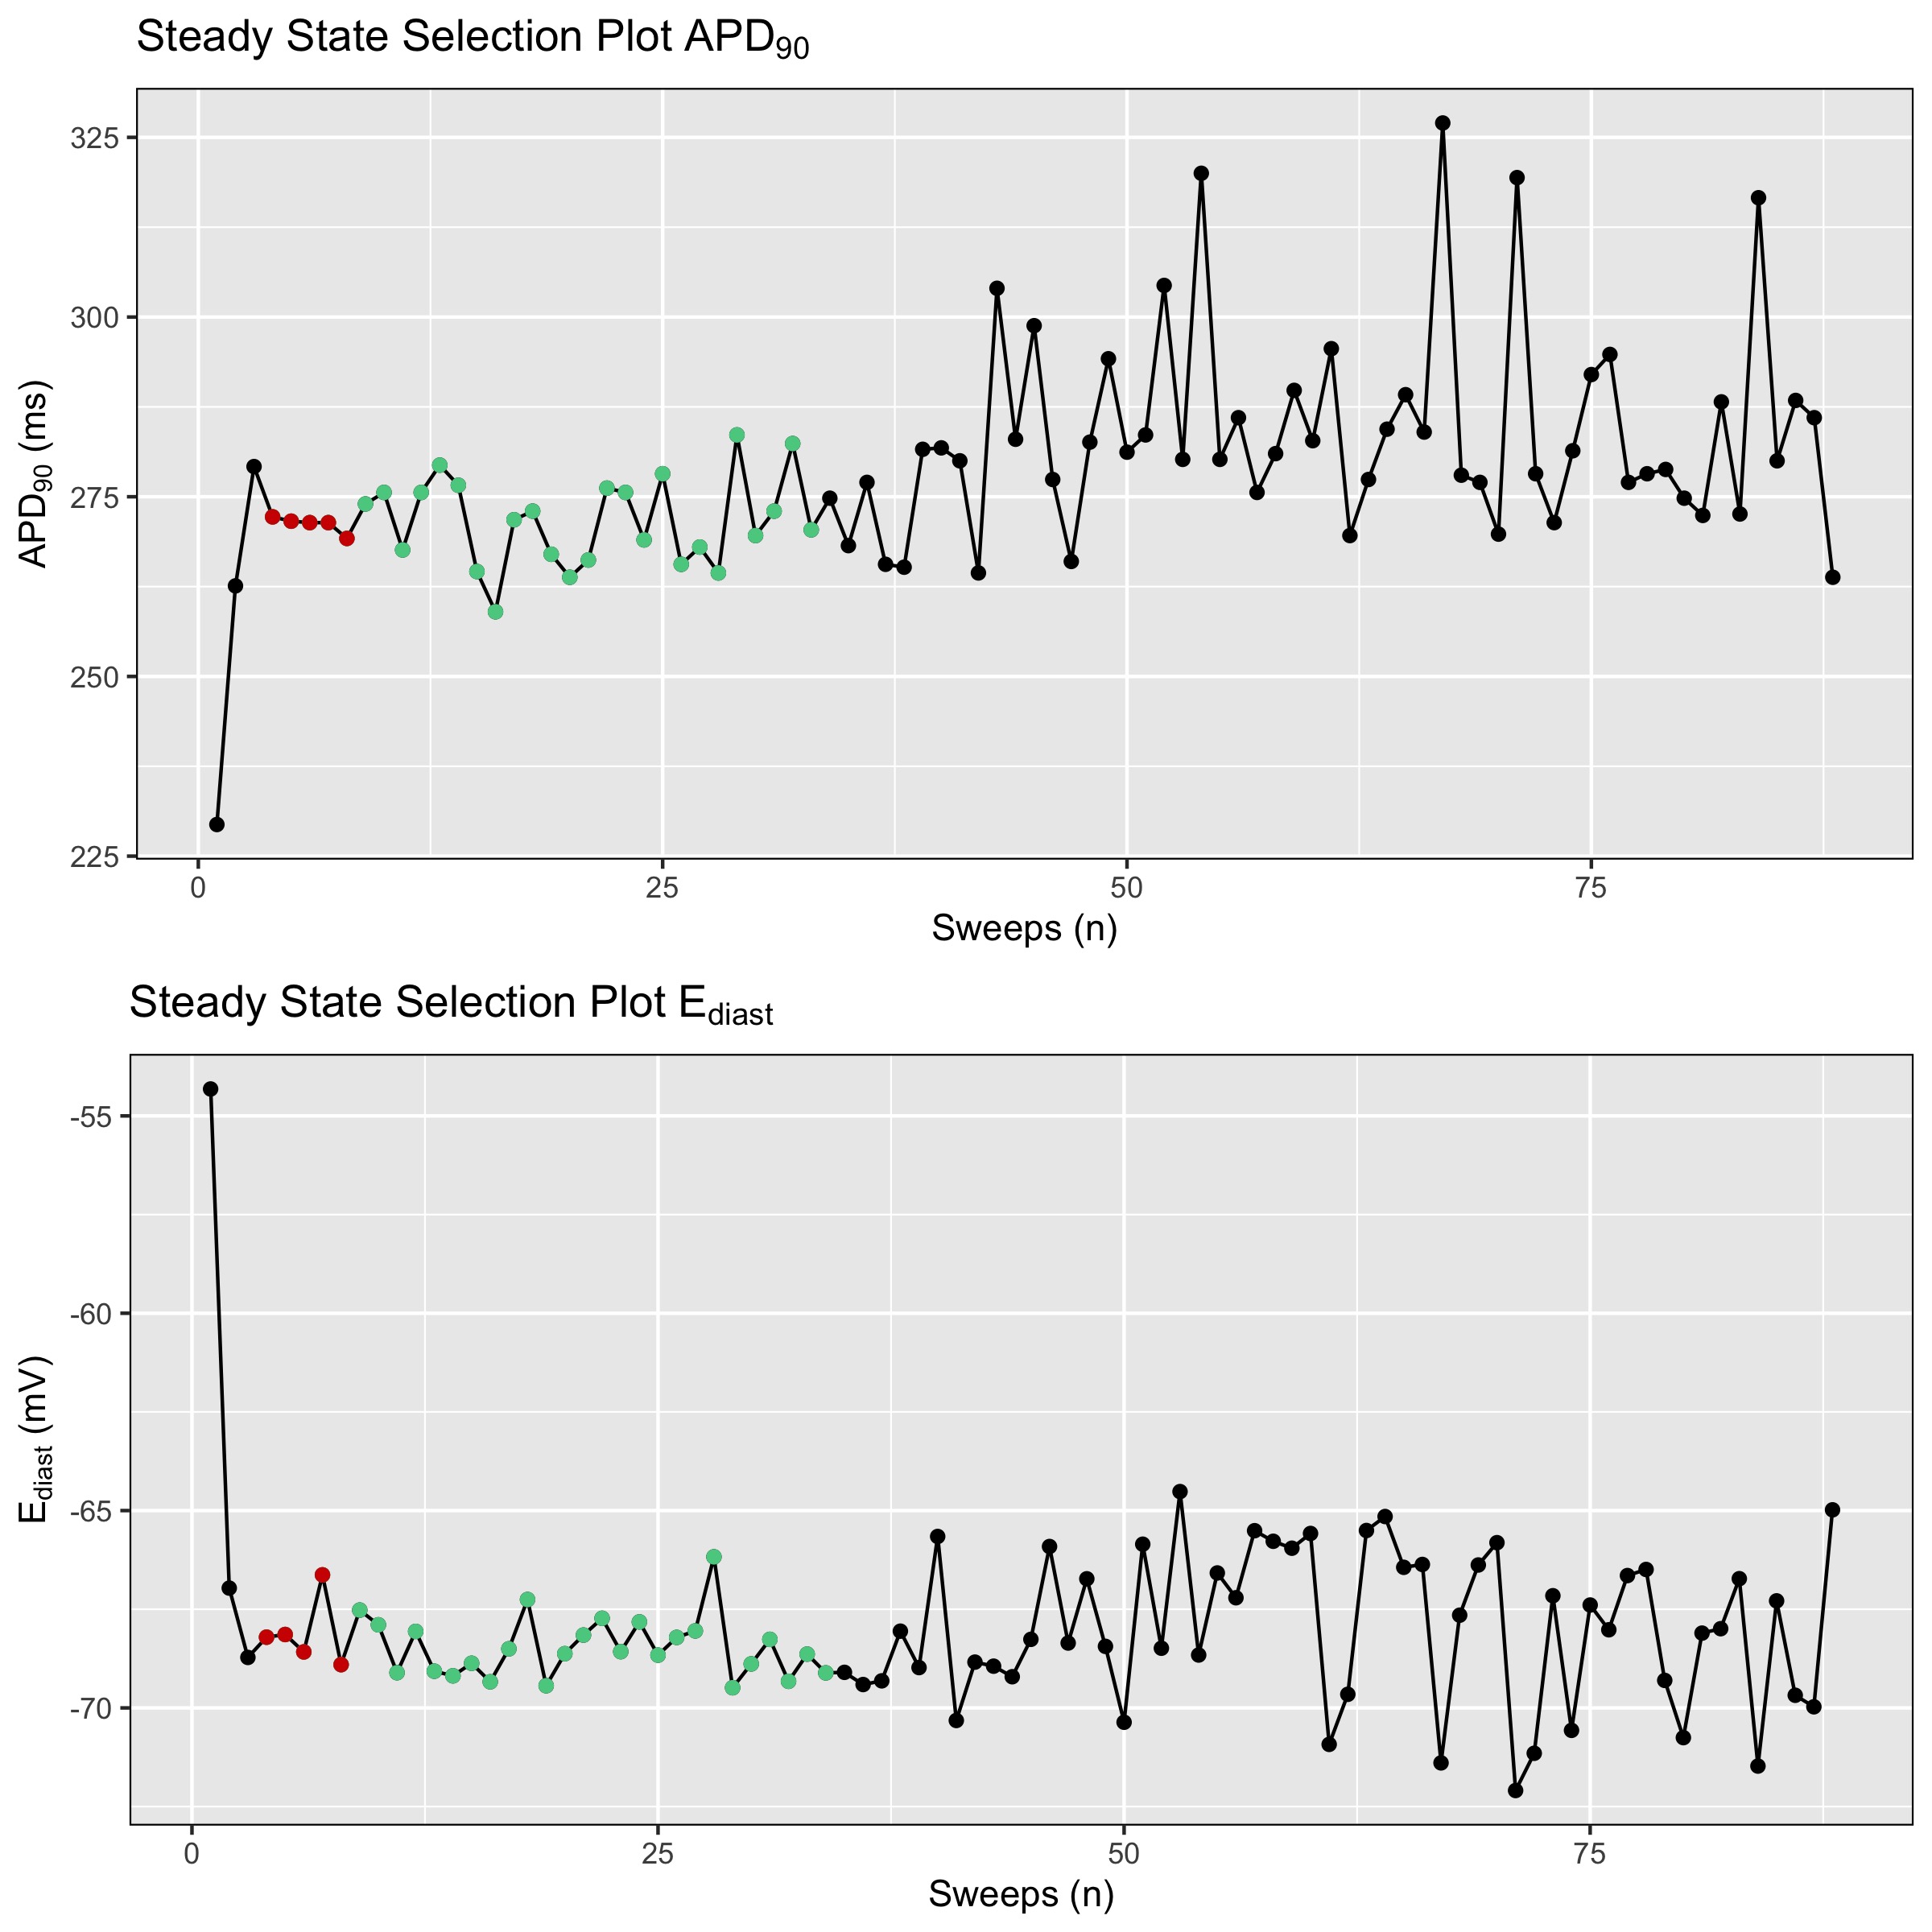 Steady State Selection Plot APD90
325
300
275
250
225
APD90 (ms)
0 25 50 75
Sweeps (n)
Steady State Selection Plot Ediast
-55
-60
-65
-70
Ediast (mV)
0 25 50 75
Sweeps (n)